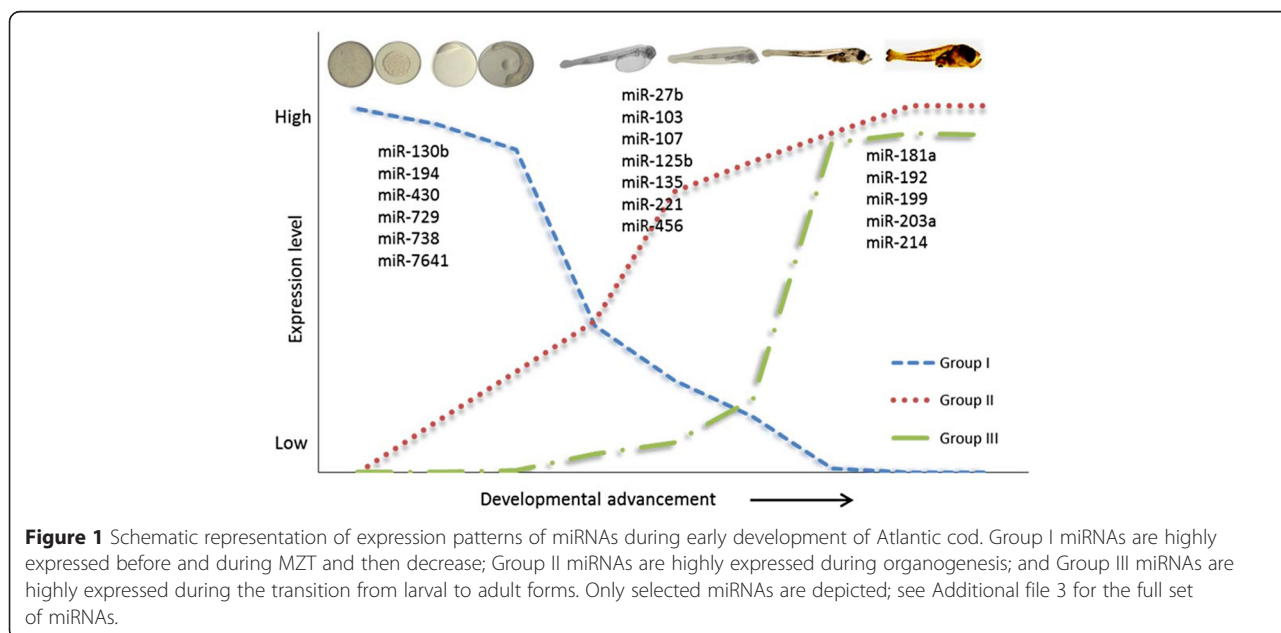 High
Expression level
Low
miR-130b
miR-194
miR-430
miR-729
miR-738
miR-7641
miR-27b
miR-103
miR-107
miR-125b
miR-135
miR-221
miR-456
miR-181a
miR-192
miR-199
miR-203a
miR-214
Group I
Group II
Group III
Developmental advancement
Figure 1 Schematic representation of expression patterns of miRNAs during early development of Atlantic cod. Group I miRNAs are highly
expressed before and during MZT and then decrease; Group II miRNAs are highly expressed during organogenesis; and Group III miRNAs are
highly expressed during the transition from larval to adult forms. Only selected miRNAs are depicted; see Additional file 3 for the full set
of miRNAs.